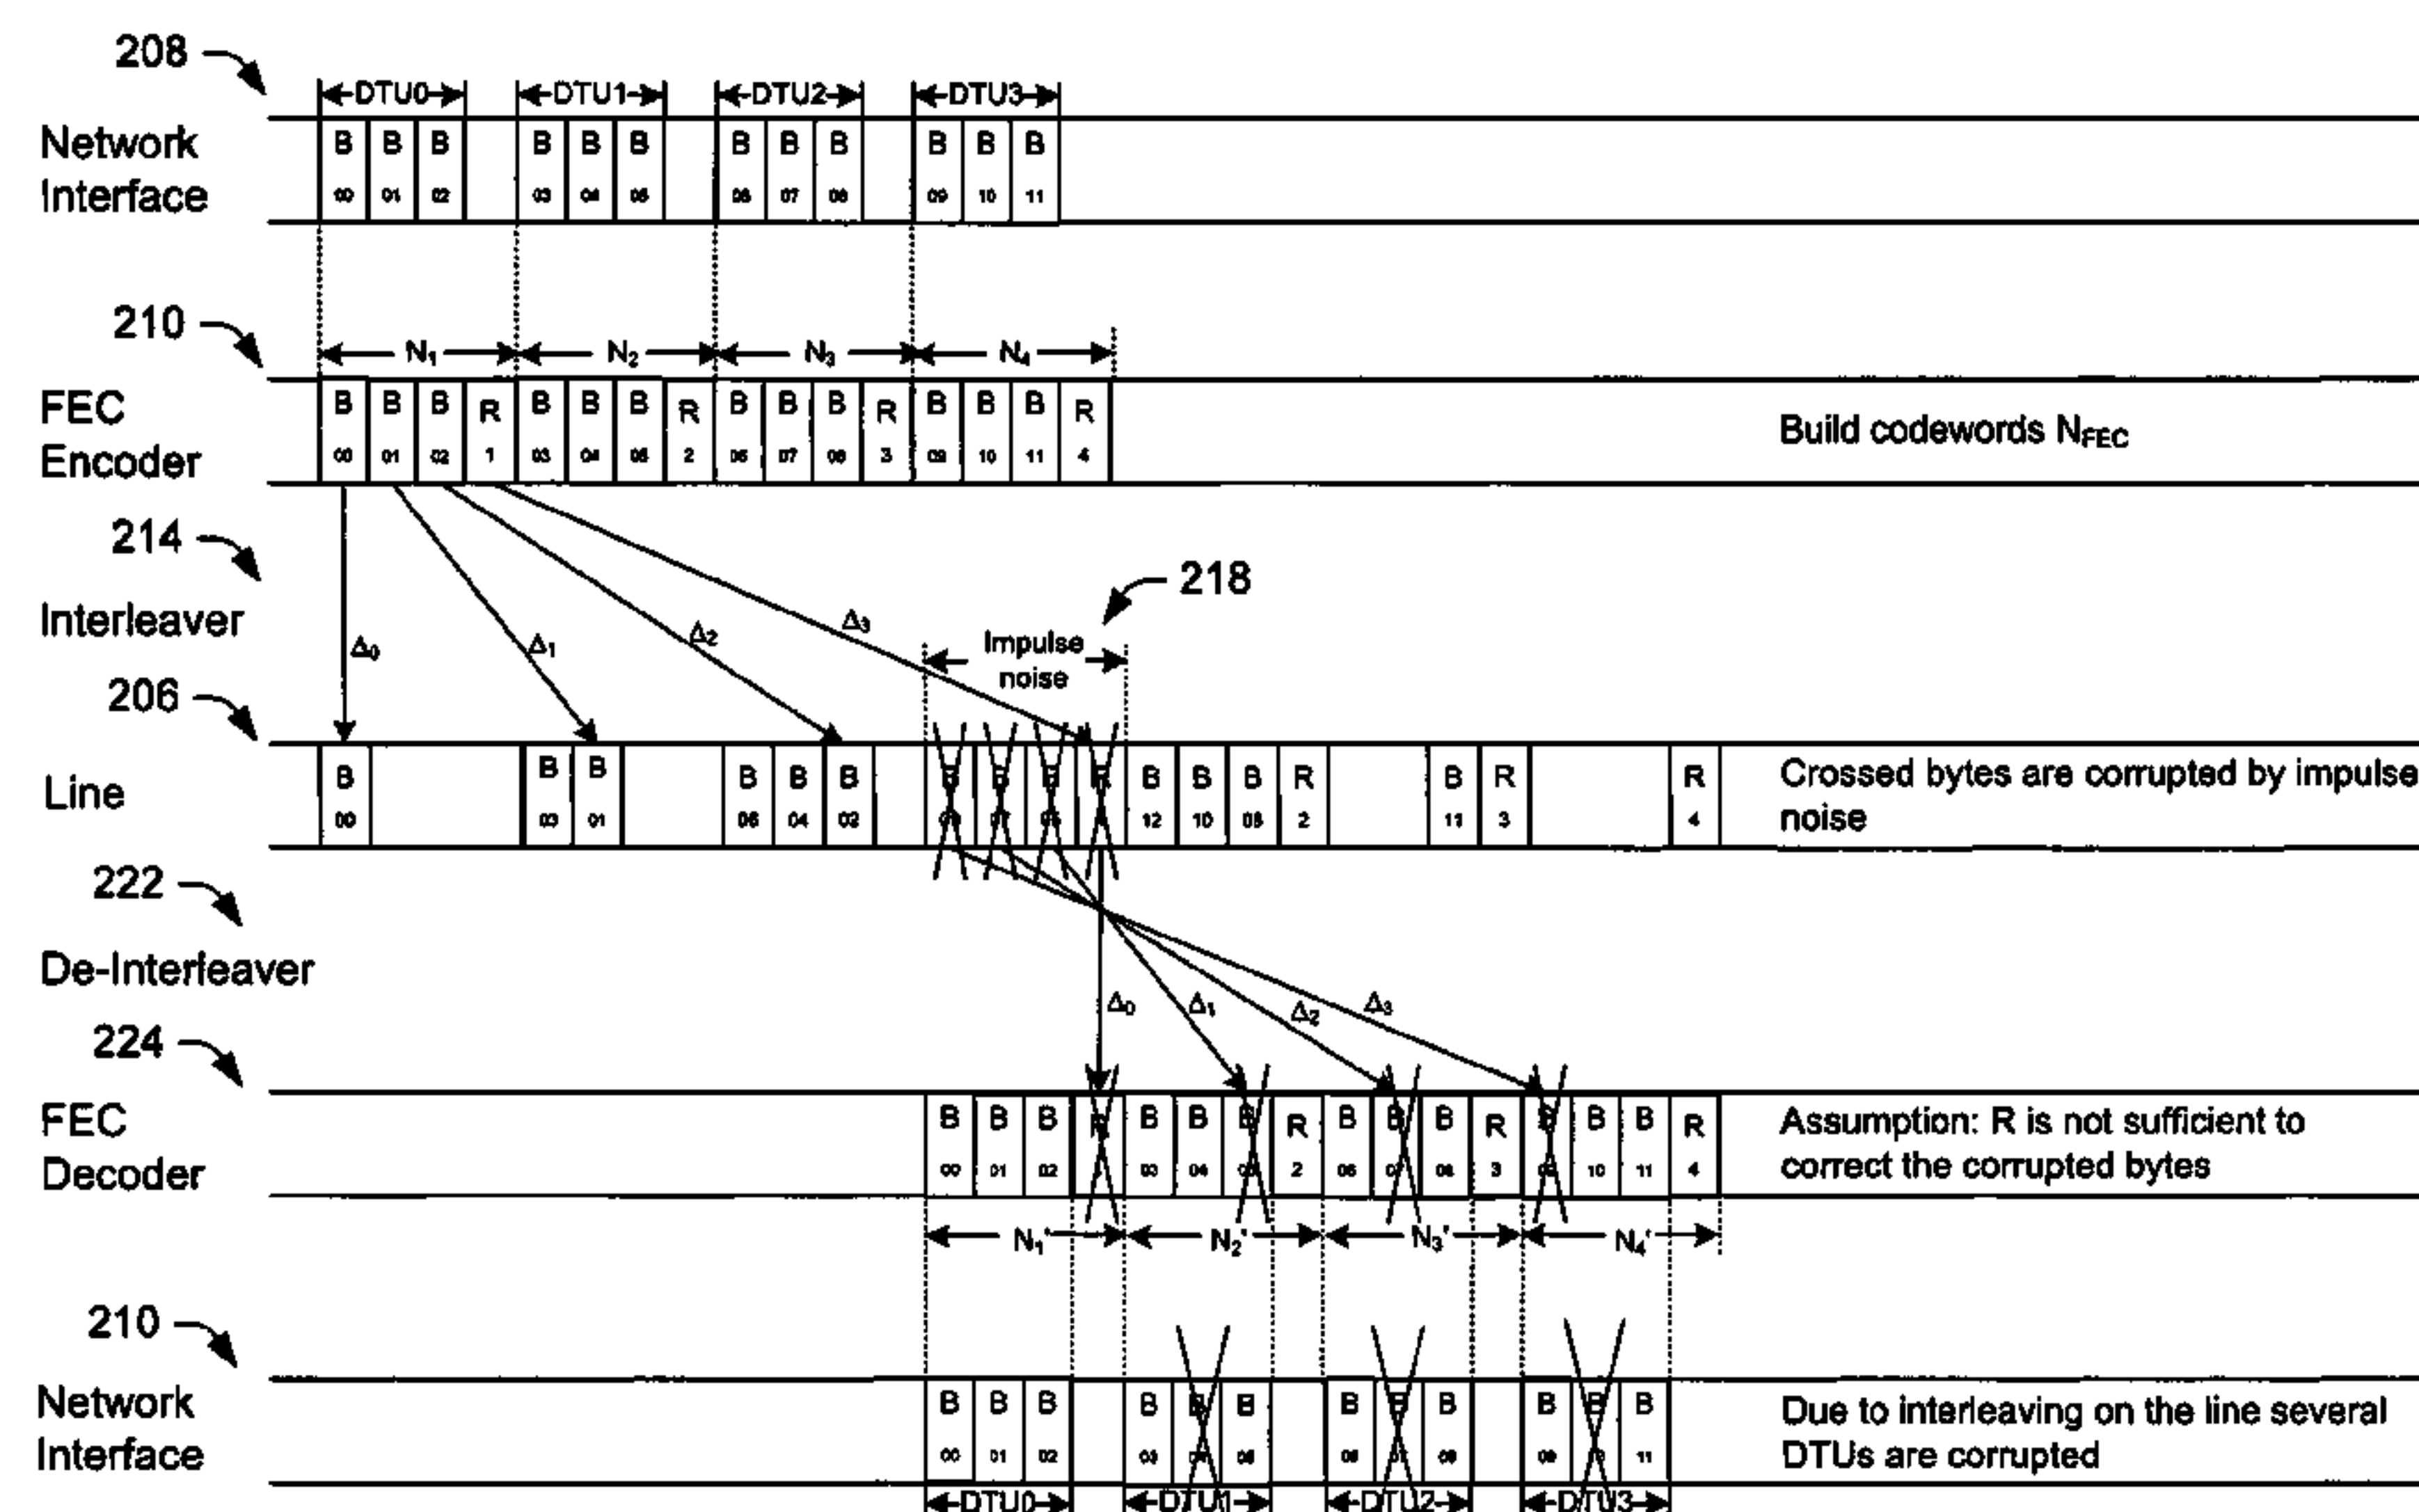 208
DTU0 DTU1 DTU2 DTU3
Network
Interface
B B B B B B B B B B B B
00 01 02 03 04 05 06 07 08 09 10 11
210
N₁ N₂ N₃ N₄
FEC
Encoder
B B B R B B B R B B B R B B B R
00 01 02 1 03 04 05 2 06 07 08 3 09 10 11 4
Build codewords N_FEC
214
Interleaver
Δ₀ Δ₁ Δ₂ Δ₃
218
Impulse
noise
206
Line
B B B B B B R B B B R B R R
00 03 01 06 04 02 12 10 08 2 11 3 4
Crossed bytes are corrupted by impulse
noise
222
De-Interleaver
Δ₀ Δ₁ Δ₂ Δ₃
224
FEC
Decoder
B B B R B B B R B B B R B B B R
00 01 02 03 04 2 06 08 3 10 11 4
Assumption: R is not sufficient to
correct the corrupted bytes
N₁' N₂' N₃' N₄'
210
Network
Interface
B B B B B B B B B B B B
00 01 02 03 05 06 08 09 11
Due to interleaving on the line several
DTUs are corrupted
DTU0 DTU1 DTU2 DTU3